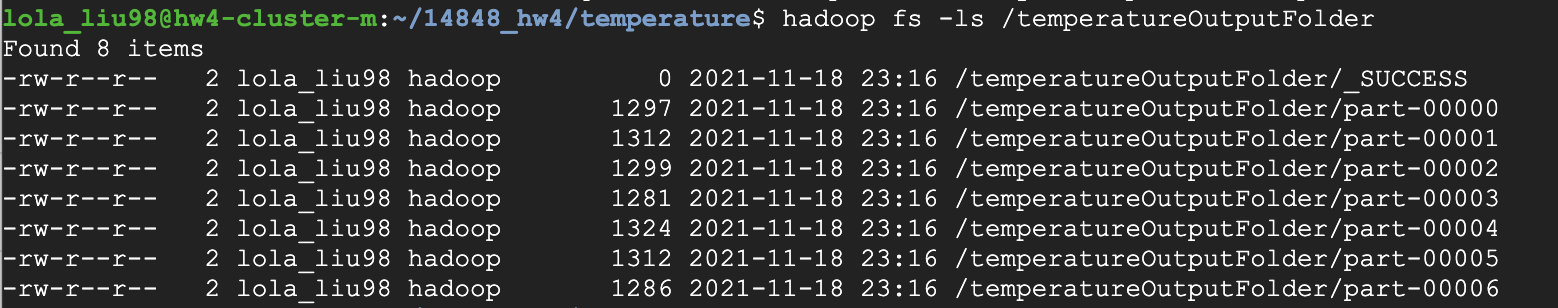 lola_liu98@hw4-cluster-m:~/14848_hw4/temperature$ hadoop fs -ls /temperatureOutputFolder
Found 8 items
-rw-r--r--   2 lola_liu98 hadoop          0 2021-11-18 23:16 /temperatureOutputFolder/_SUCCESS
-rw-r--r--   2 lola_liu98 hadoop       1297 2021-11-18 23:16 /temperatureOutputFolder/part-00000
-rw-r--r--   2 lola_liu98 hadoop       1312 2021-11-18 23:16 /temperatureOutputFolder/part-00001
-rw-r--r--   2 lola_liu98 hadoop       1299 2021-11-18 23:16 /temperatureOutputFolder/part-00002
-rw-r--r--   2 lola_liu98 hadoop       1281 2021-11-18 23:16 /temperatureOutputFolder/part-00003
-rw-r--r--   2 lola_liu98 hadoop       1324 2021-11-18 23:16 /temperatureOutputFolder/part-00004
-rw-r--r--   2 lola_liu98 hadoop       1312 2021-11-18 23:16 /temperatureOutputFolder/part-00005
-rw-r--r--   2 lola_liu98 hadoop       1286 2021-11-18 23:16 /temperatureOutputFolder/part-00006